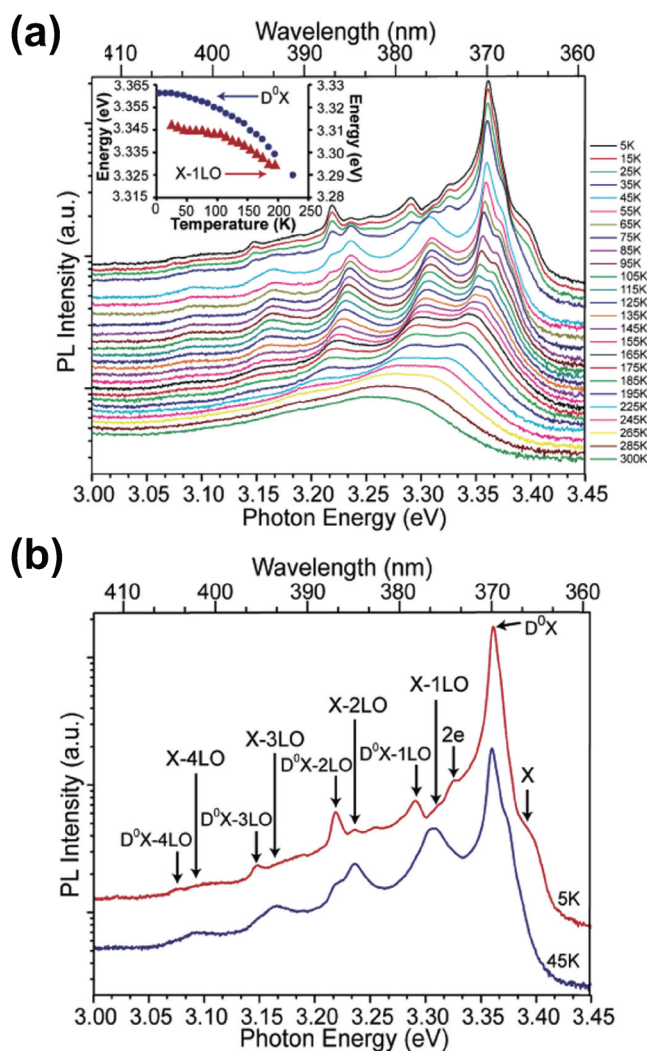 (a)
Wavelength (nm)
410 400 390 380 370 360
3.365
3.355
3.345
3.335
3.325
3.315
Energy (eV)
D⁰X
X-1LO
3.33
3.32
3.31
3.30
3.29
3.28
Energy (eV)
0 50 100 150 200 250
Temperature (K)
PL Intensity (a.u.)
5K
15K
25K
35K
45K
55K
65K
75K
85K
95K
105K
115K
125K
135K
145K
155K
165K
175K
185K
195K
225K
245K
265K
285K
300K
3.00 3.05 3.10 3.15 3.20 3.25 3.30 3.35 3.40 3.45
Photon Energy (eV)
(b)
Wavelength (nm)
410 400 390 380 370 360
D⁰X
X-1LO
X-2LO
2e
X-3LO
D⁰X-1LO
X
X-4LO
D⁰X-2LO
D⁰X-3LO
D⁰X-4LO
5K
45K
PL Intensity (a.u.)
3.00 3.05 3.10 3.15 3.20 3.25 3.30 3.35 3.40 3.45
Photon Energy (eV)